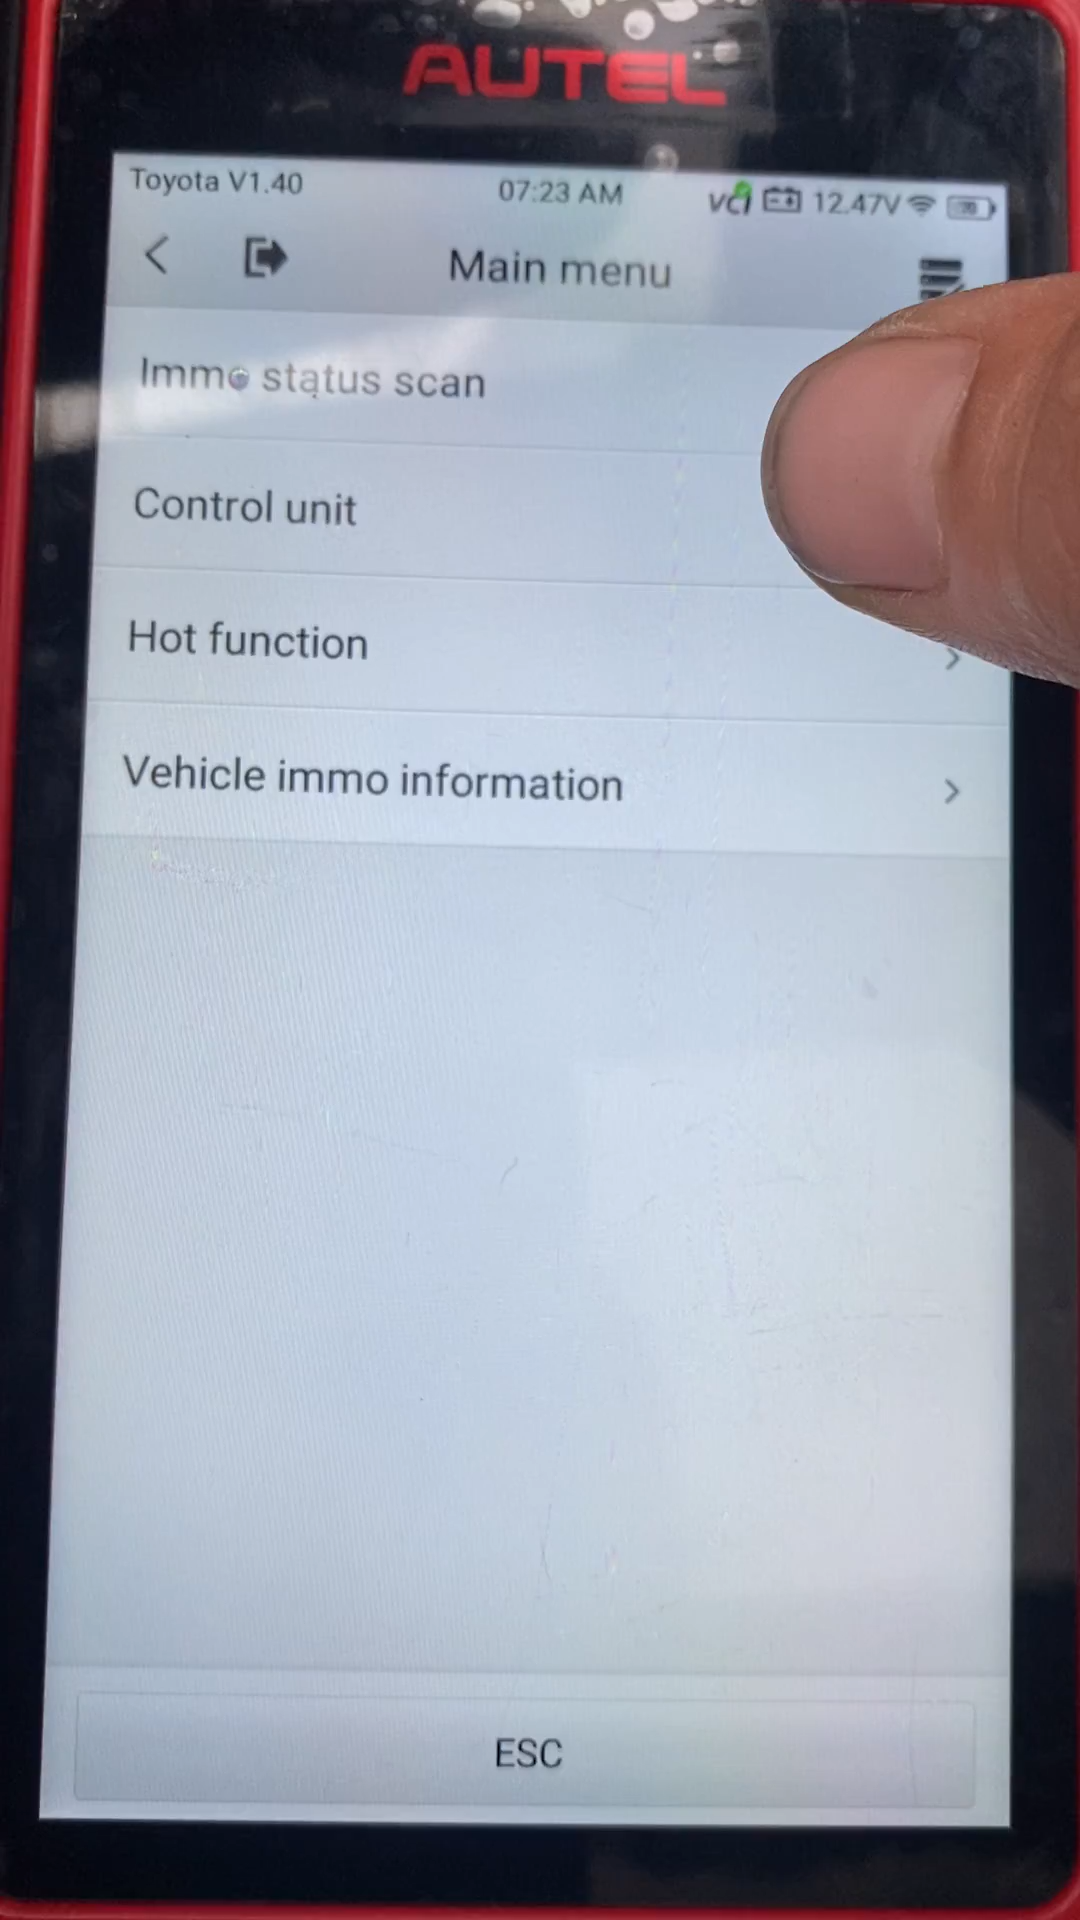 AUTEL
Toyota V1.40
07:23 AM
VCI
12.47V
Main menu
Immo status scan
Control unit
Hot function
Vehicle immo information
ESC